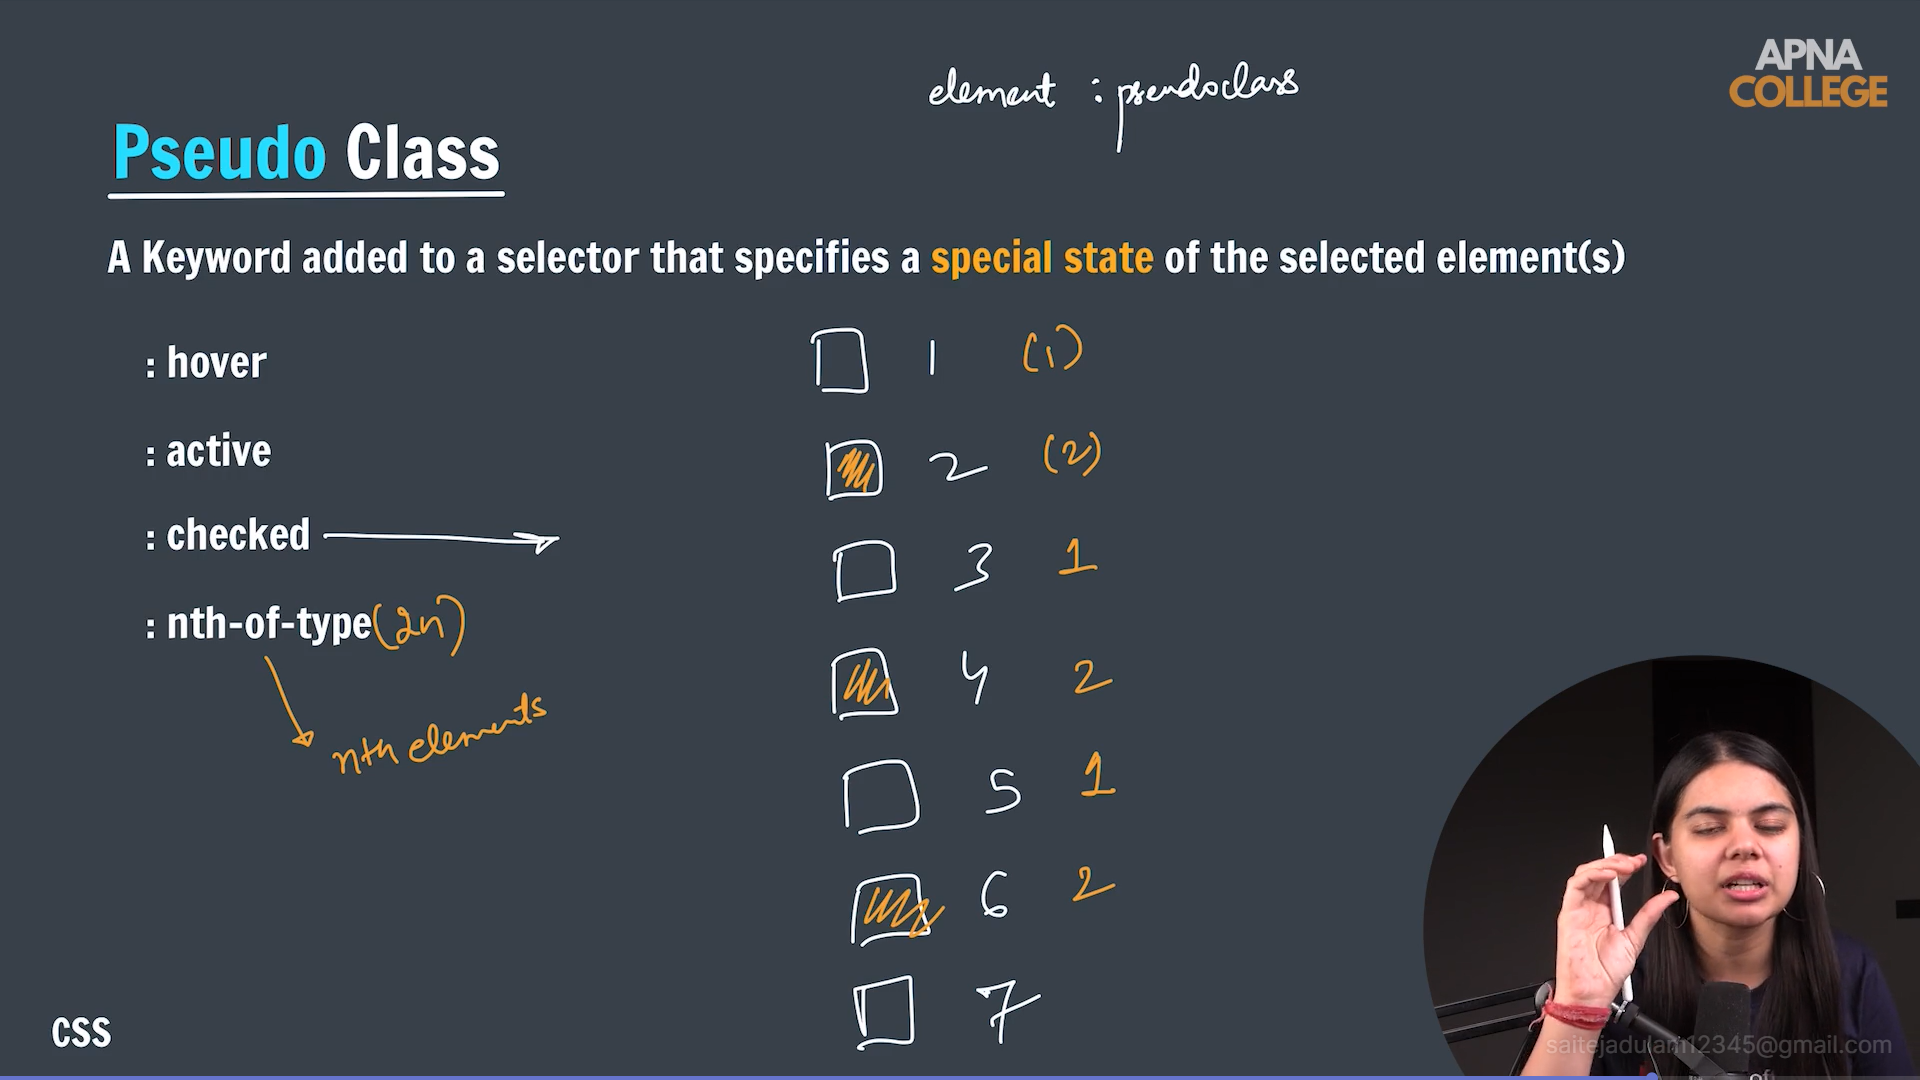 element : pseudoclass
APNA
COLLEGE
Pseudo Class
A Keyword added to a selector that specifies a special state of the selected element(s)
: hover
: active
: checked
: nth-of-type(2n)
nth elements
1 (1)
2 (2)
3 1
4 2
5 1
6 2
7
CSS
saitejadulam12345@gmail.com
of